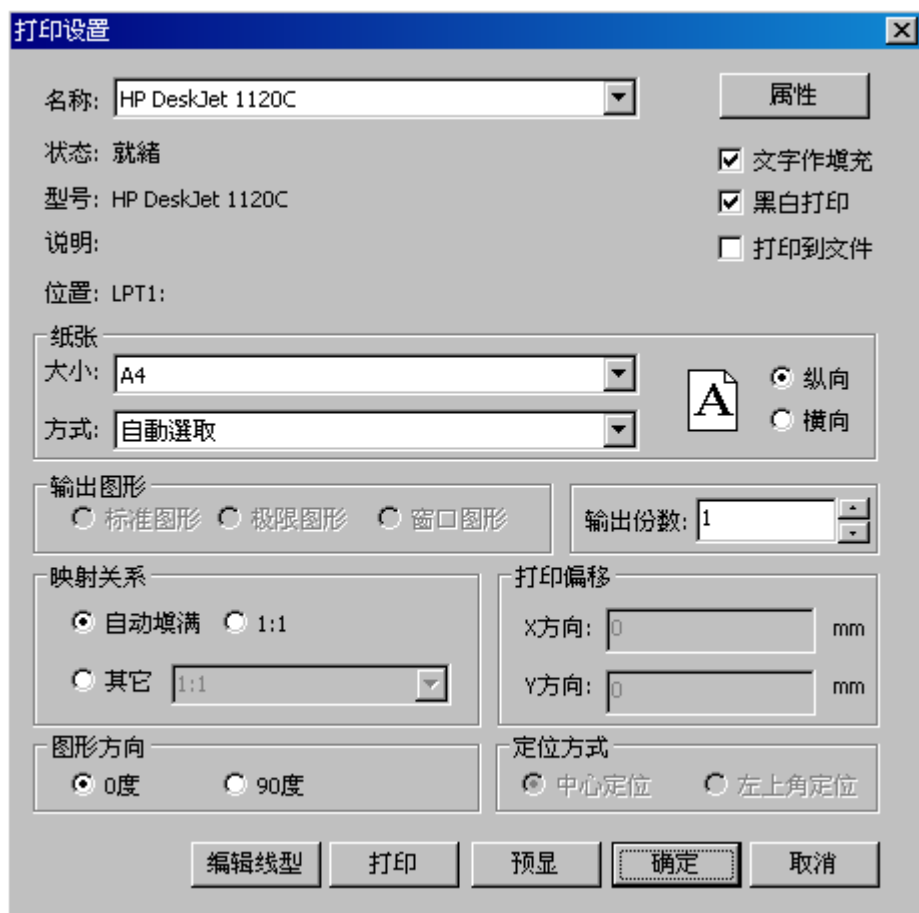 打印设置
名称: HP DeskJet 1120C 属性
状态: 就緒 文字作填充
型号: HP DeskJet 1120C 黑白打印
说明: 打印到文件
位置: LPT1:
纸张
大小: A4 纵向
方式: 自動選取 A 横向
输出图形
标准图形 极限图形 窗口图形 输出份数: 1
映射关系 打印偏移
自动填满 1:1 X方向: 0 mm
其它 1:1 Y方向: 0 mm
图形方向 定位方式
0度 90度 中心定位 左上角定位
编辑线型 打印 预显 确定 取消